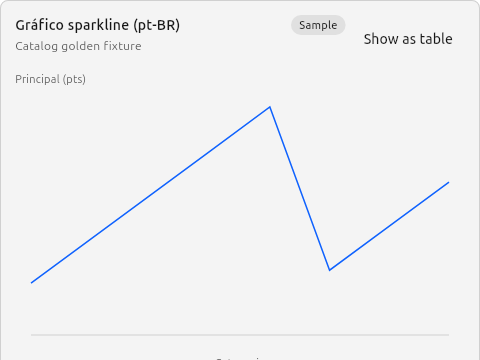 Gráfico sparkline (pt-BR)
Sample
Show as table
Catalog golden fixture
Principal (pts)